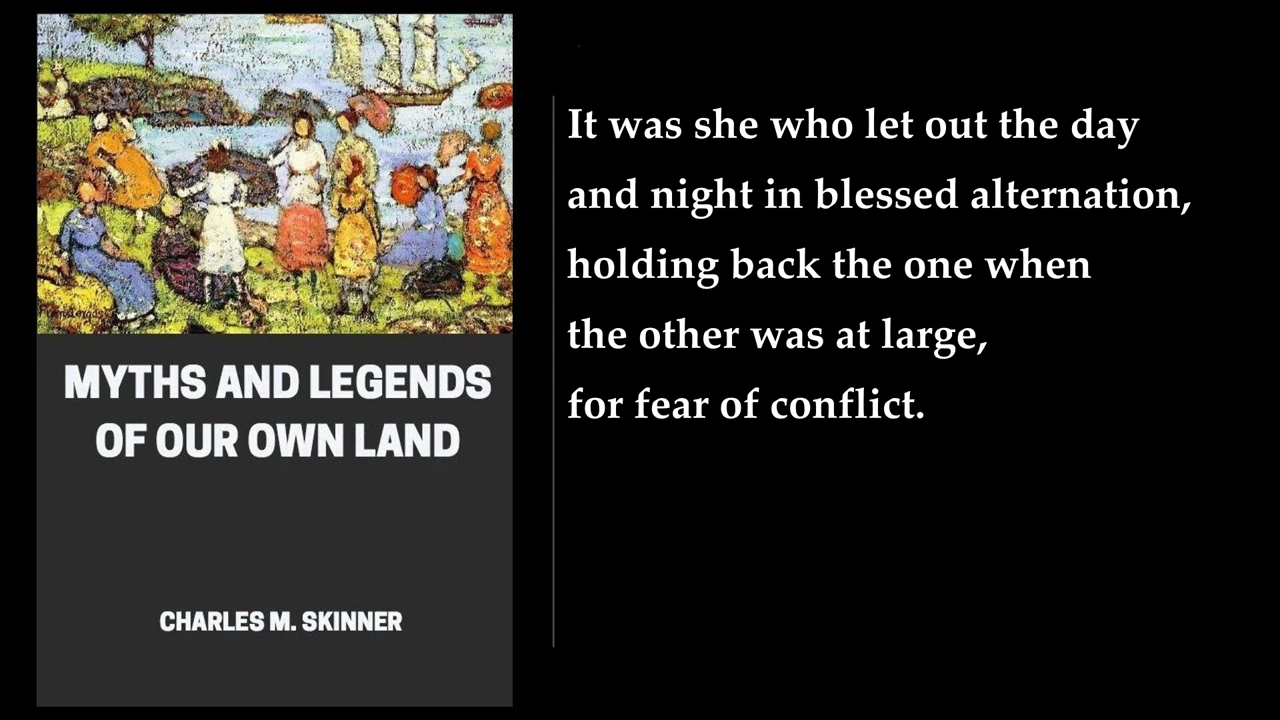 MYTHS AND LEGENDS
OF OUR OWN LAND
CHARLES M. SKINNER
It was she who let out the day
and night in blessed alternation,
holding back the one when
the other was at large,
for fear of conflict.